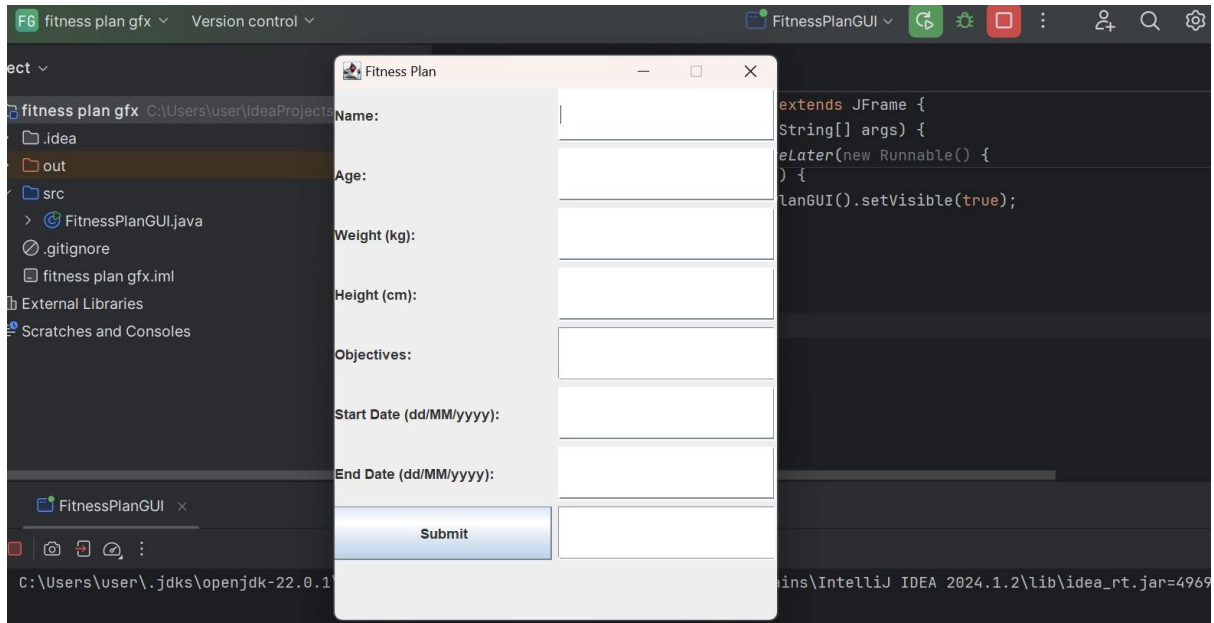 FG fitness plan gfx Version control FitnessPlanGUI
ect
Fitness Plan
fitness plan gfx C:\Users\user\IdeaProjects
.idea
out
src
FitnessPlanGUI.java
.gitignore
fitness plan gfx.iml
External Libraries
Scratches and Consoles
Name:
Age:
Weight (kg):
Height (cm):
Objectives:
Start Date (dd/MM/yyyy):
End Date (dd/MM/yyyy):
Submit
extends JFrame {
String[] args) {
eLater(new Runnable() {
) {
lanGUI().setVisible(true);
FitnessPlanGUI
C:\Users\user\.jdks\openjdk-22.0.1\ ains\IntelliJ IDEA 2024.1.2\lib\idea_rt.jar=4969